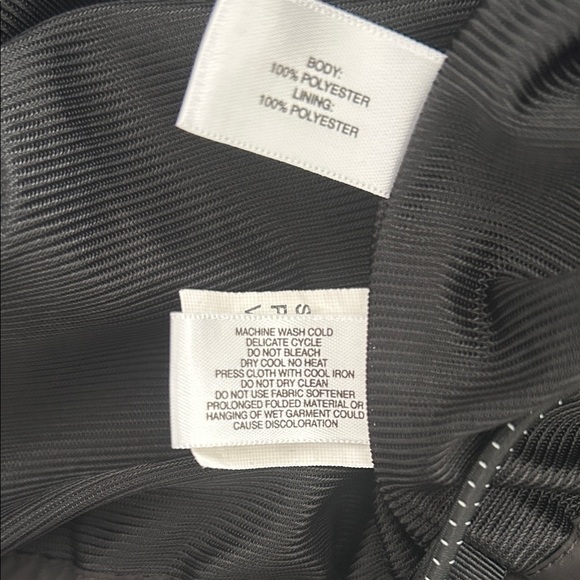 BODY:
100% POLYESTER
LINING:
100% POLYESTER
MACHINE WASH COLD
DELICATE CYCLE
DO NOT BLEACH
DRY COOL NO HEAT
PRESS CLOTH WITH COOL IRON
DO NOT DRY CLEAN
DO NOT USE FABRIC SOFTENER
PROLONGED FOLDED MATERIAL OR
HANGING OF WET GARMENT COULD
CAUSE DISCOLORATION